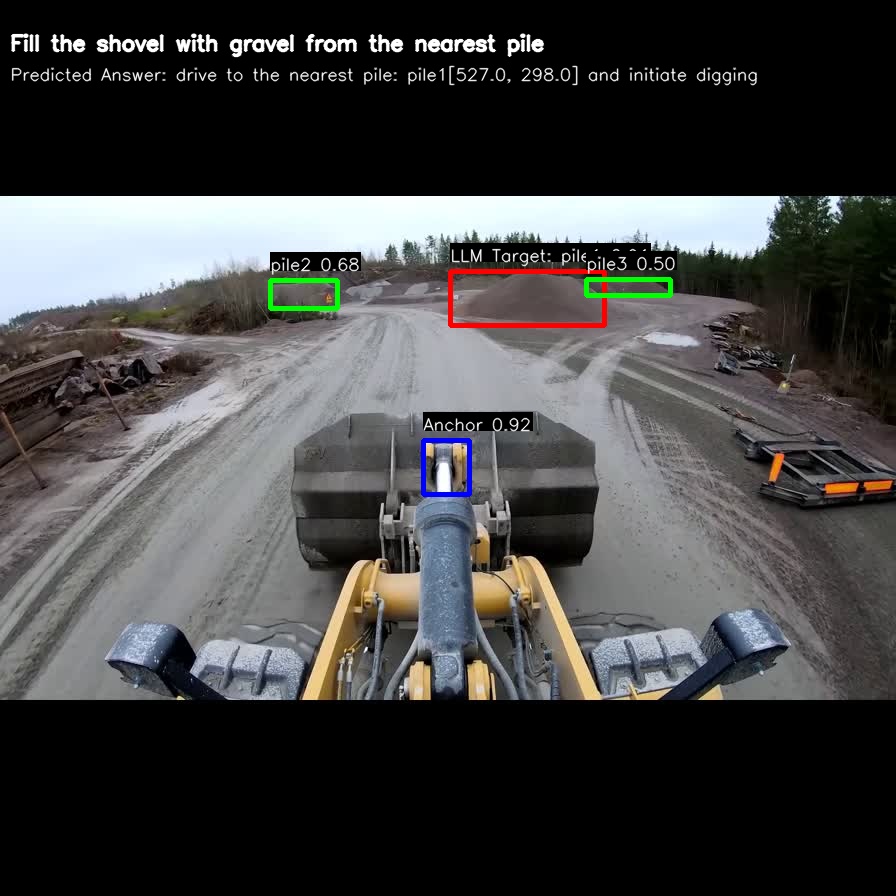 Fill the shovel with gravel from the nearest pile
Predicted Answer: drive to the nearest pile: pile1[527.0, 298.0] and initiate digging
LLM Target:
pile2 0.68
pile3 0.50
Anchor 0.92